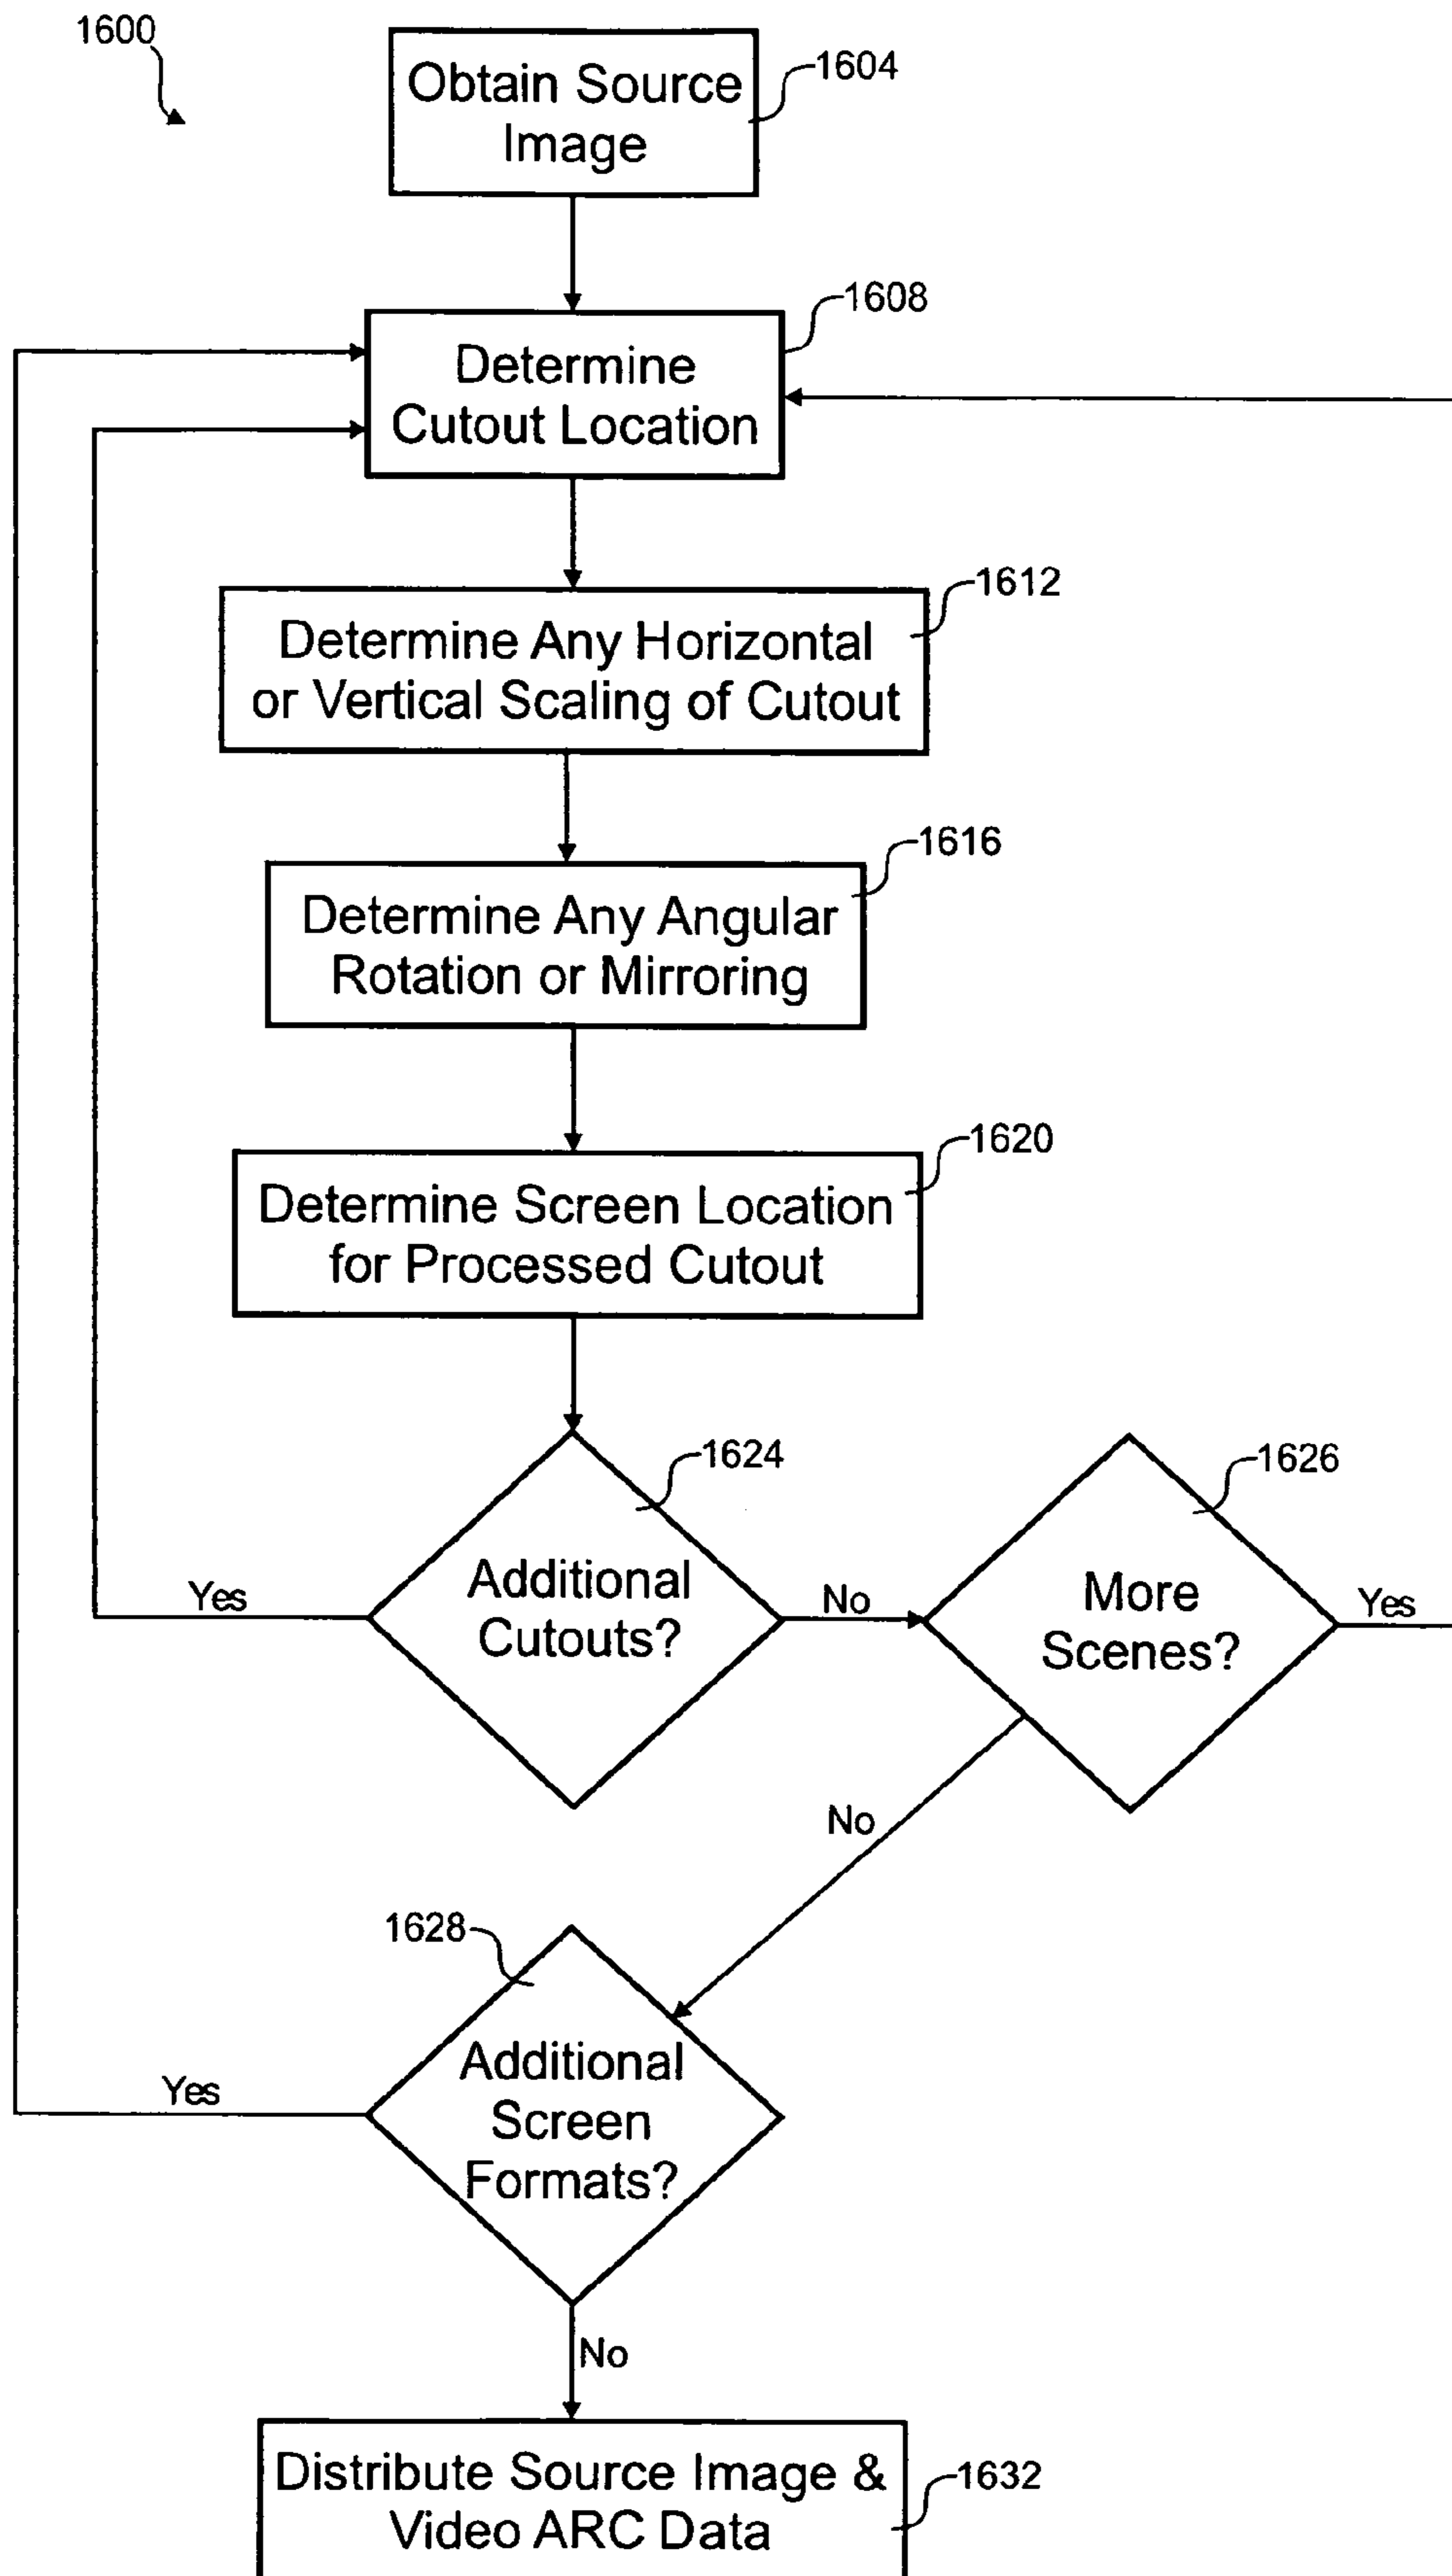 1600
Obtain Source
Image
1604
Determine
Cutout Location
1608
Determine Any Horizontal
or Vertical Scaling of Cutout
1612
Determine Any Angular
Rotation or Mirroring
1616
Determine Screen Location
for Processed Cutout
1620
Additional
Cutouts?
1624
Yes
No
More
Scenes?
1626
Yes
No
Additional
Screen
Formats?
1628
Yes
No
Distribute Source Image &
Video ARC Data
1632